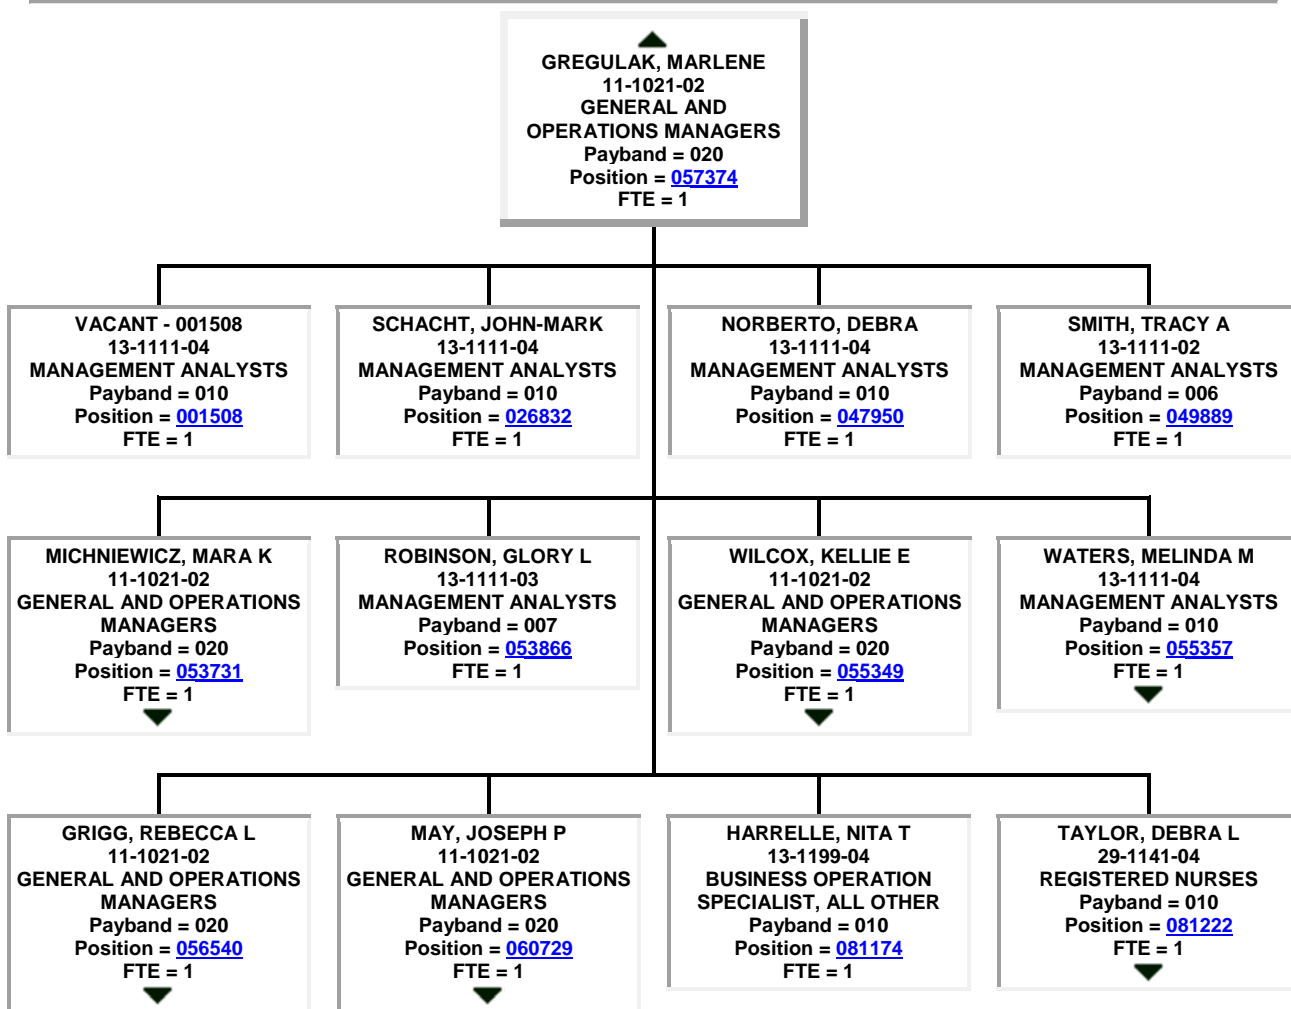 GREGULAK, MARLENE
11-1021-02
GENERAL AND
OPERATIONS MANAGERS
Payband = 020
Position = 057374
FTE = 1
VACANT - 001508
13-1111-04
MANAGEMENT ANALYSTS
Payband = 010
Position = 001508
FTE = 1
SCHACHT, JOHN-MARK
13-1111-04
MANAGEMENT ANALYSTS
Payband = 010
Position = 026832
FTE = 1
NORBERTO, DEBRA
13-1111-04
MANAGEMENT ANALYSTS
Payband = 010
Position = 047950
FTE = 1
SMITH, TRACY A
13-1111-02
MANAGEMENT ANALYSTS
Payband = 006
Position = 049889
FTE = 1
MICHNIEWICZ, MARA K
11-1021-02
GENERAL AND OPERATIONS
MANAGERS
Payband = 020
Position = 053731
FTE = 1
ROBINSON, GLORY L
13-1111-03
MANAGEMENT ANALYSTS
Payband = 007
Position = 053866
FTE = 1
WILCOX, KELLIE E
11-1021-02
GENERAL AND OPERATIONS
MANAGERS
Payband = 020
Position = 055349
FTE = 1
WATERS, MELINDA M
13-1111-04
MANAGEMENT ANALYSTS
Payband = 010
Position = 055357
FTE = 1
GRIGG, REBECCA L
11-1021-02
GENERAL AND OPERATIONS
MANAGERS
Payband = 020
Position = 056540
FTE = 1
MAY, JOSEPH P
11-1021-02
GENERAL AND OPERATIONS
MANAGERS
Payband = 020
Position = 060729
FTE = 1
HARRELLE, NITA T
13-1199-04
BUSINESS OPERATION
SPECIALIST, ALL OTHER
Payband = 010
Position = 081174
FTE = 1
TAYLOR, DEBRA L
29-1141-04
REGISTERED NURSES
Payband = 010
Position = 081222
FTE = 1